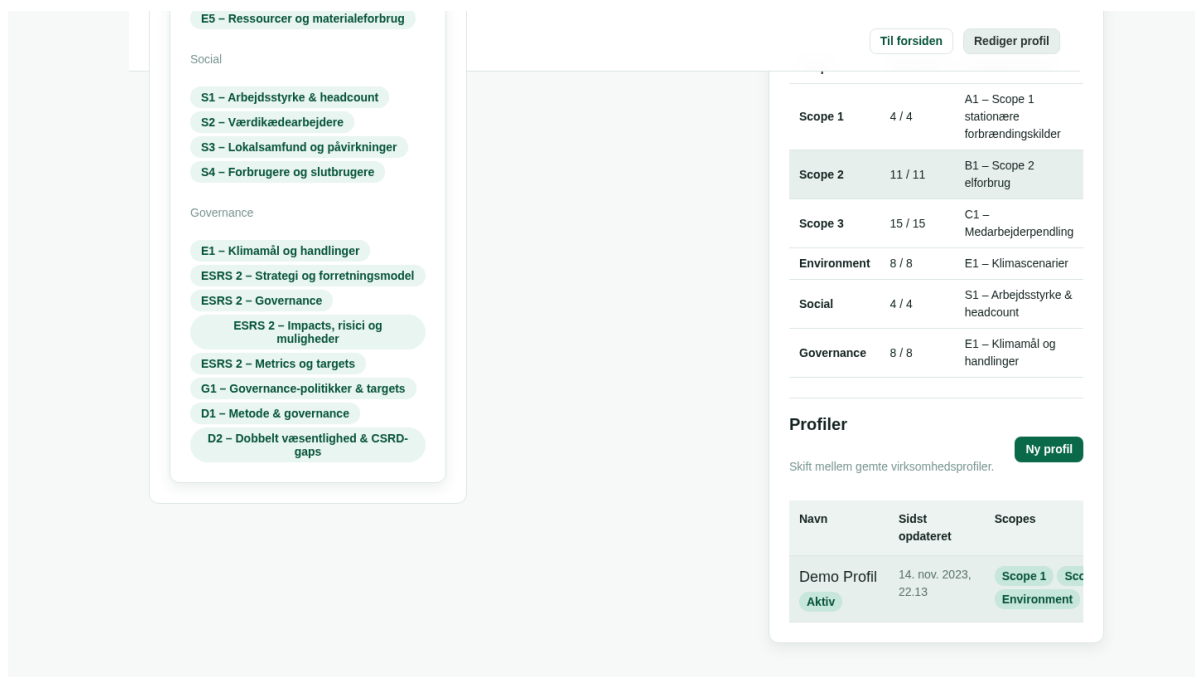 E5 – Ressourcer og materialeforbrug
Social
S1 – Arbejdsstyrke & headcount
S2 – Værdikædearbejdere
S3 – Lokalsamfund og påvirkninger
S4 – Forbrugere og slutbrugere
Governance
E1 – Klimamål og handlinger
ESRS 2 – Strategi og forretningsmodel
ESRS 2 – Governance
ESRS 2 – Impacts, risici og
muligheder
ESRS 2 – Metrics og targets
G1 – Governance-politikker & targets
D1 – Metode & governance
D2 – Dobbelt væsentlighed & CSRD-
gaps
Til forsiden Rediger profil
Scope 1 4 / 4 A1 – Scope 1
stationære
forbrændingskilder
Scope 2 11 / 11 B1 – Scope 2
elforbrug
Scope 3 15 / 15 C1 –
Medarbejderpendling
Environment 8 / 8 E1 – Klimascenarier
Social 4 / 4 S1 – Arbejdsstyrke &
headcount
Governance 8 / 8 E1 – Klimamål og
handlinger
Profiler
Ny profil
Skift mellem gemte virksomhedsprofiler.
Navn Sidst
opdateret Scopes
Demo Profil 14. nov. 2023,
22.13 Scope 1 Sco
Aktiv Environment